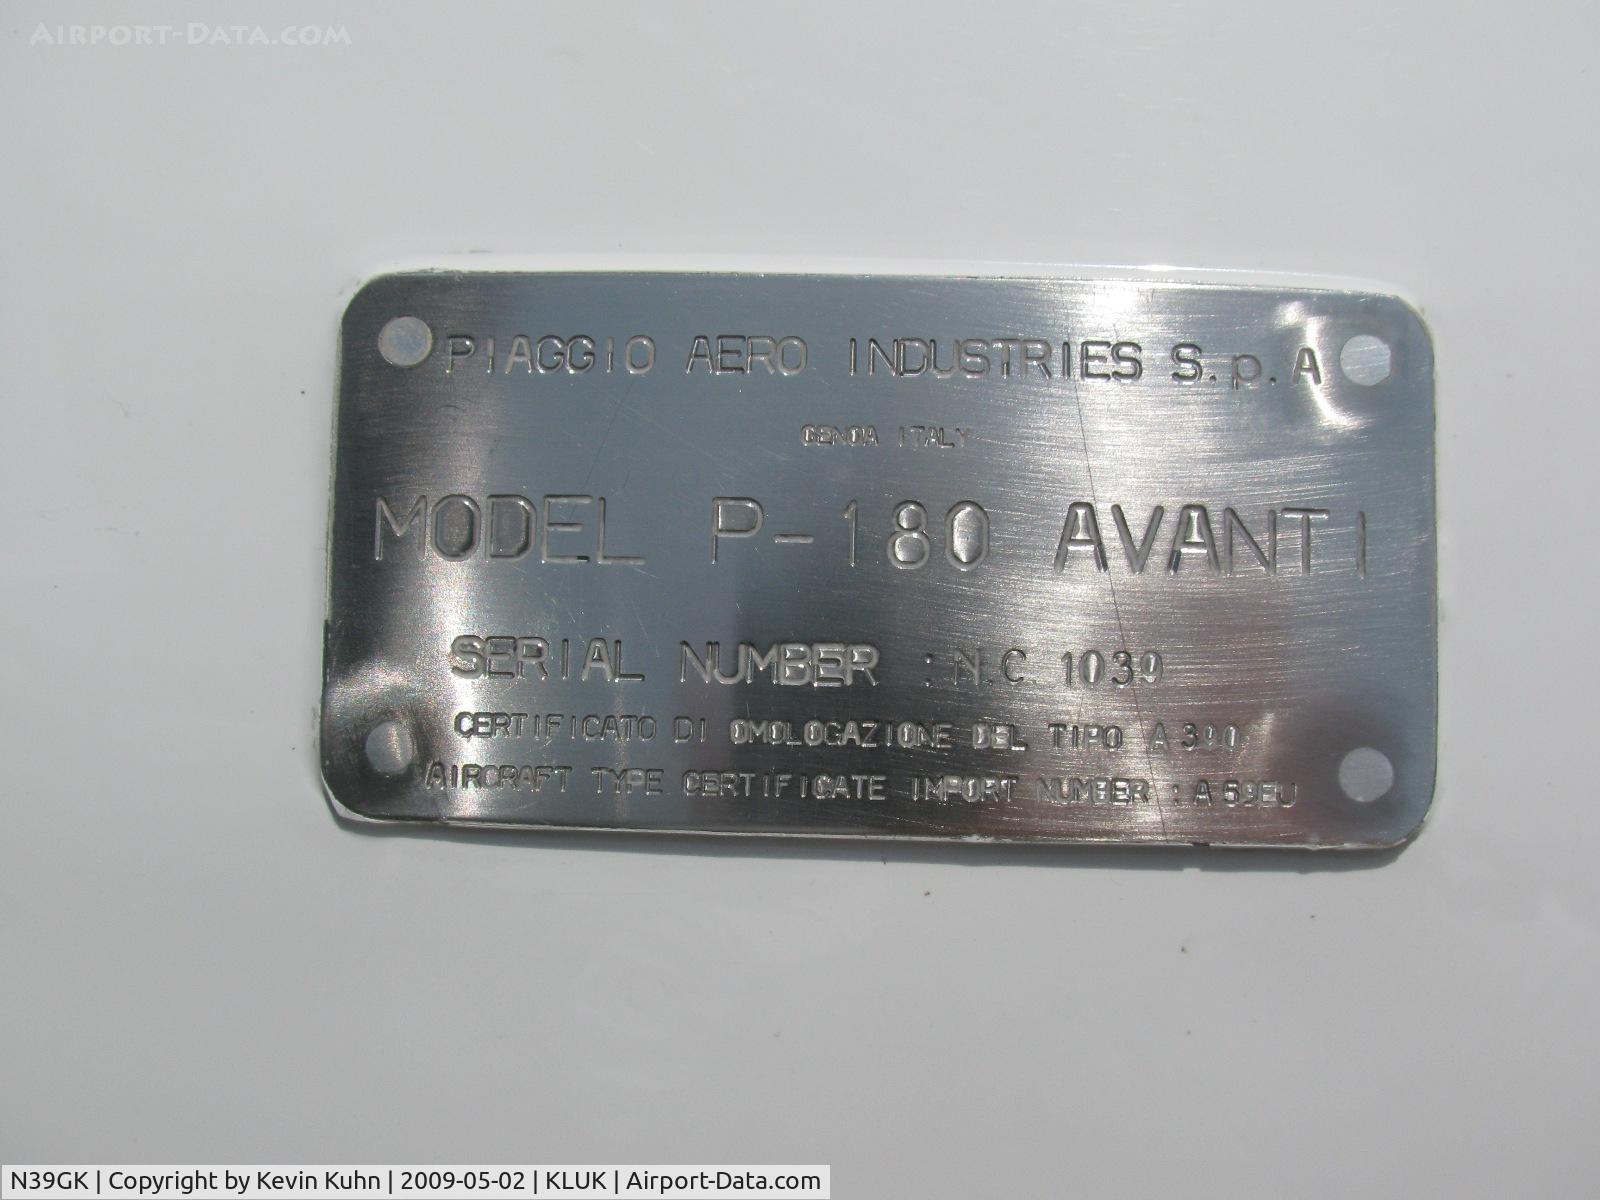 AIRPORT-DATA.COM
PIAGGIO AERO INDUSTRIES S.p.A
GENOA ITALY
MODEL P-180 AVANTI
SERIAL NUMBER : N.C. 1039
CERTIFICATO DI OMOLOGAZIONE DEL TIPO A 390
AIRCRAFT TYPE CERTIFICATE IMPORT NUMBER : A 59EU
N39GK | Copyright by Kevin Kuhn | 2009-05-02 | KLUK | Airport-Data.com